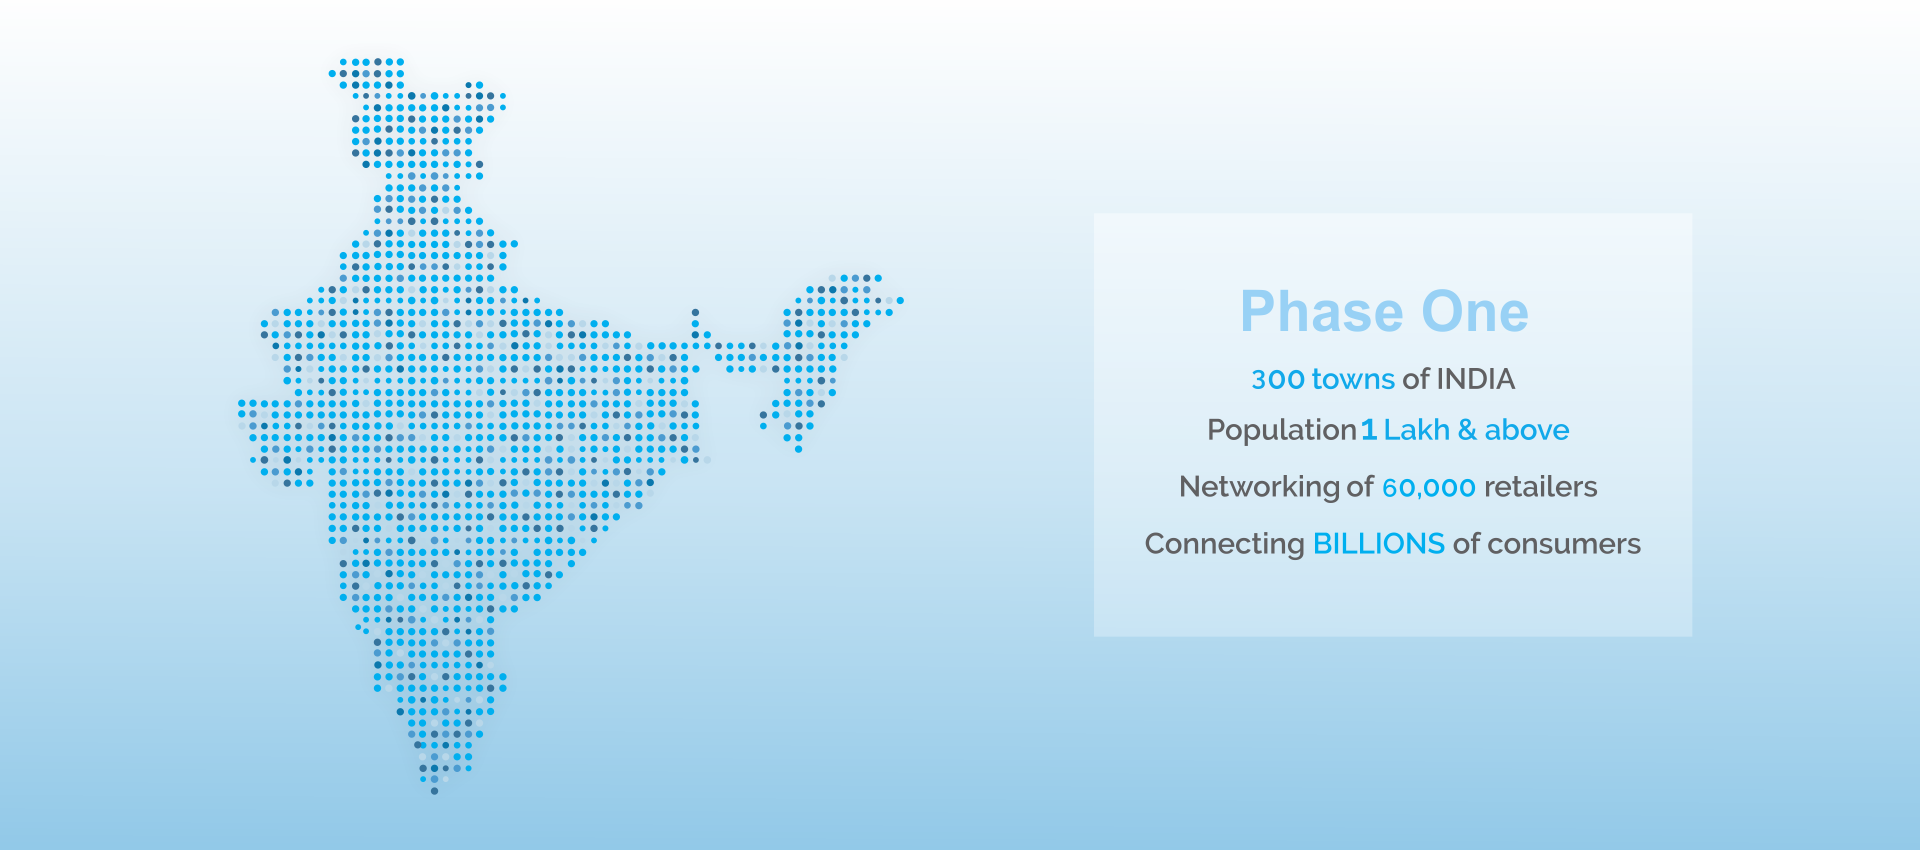 Phase One
300 towns of INDIA
Population 1 Lakh & above
Networking of 60,000 retailers
Connecting BILLIONS of consumers